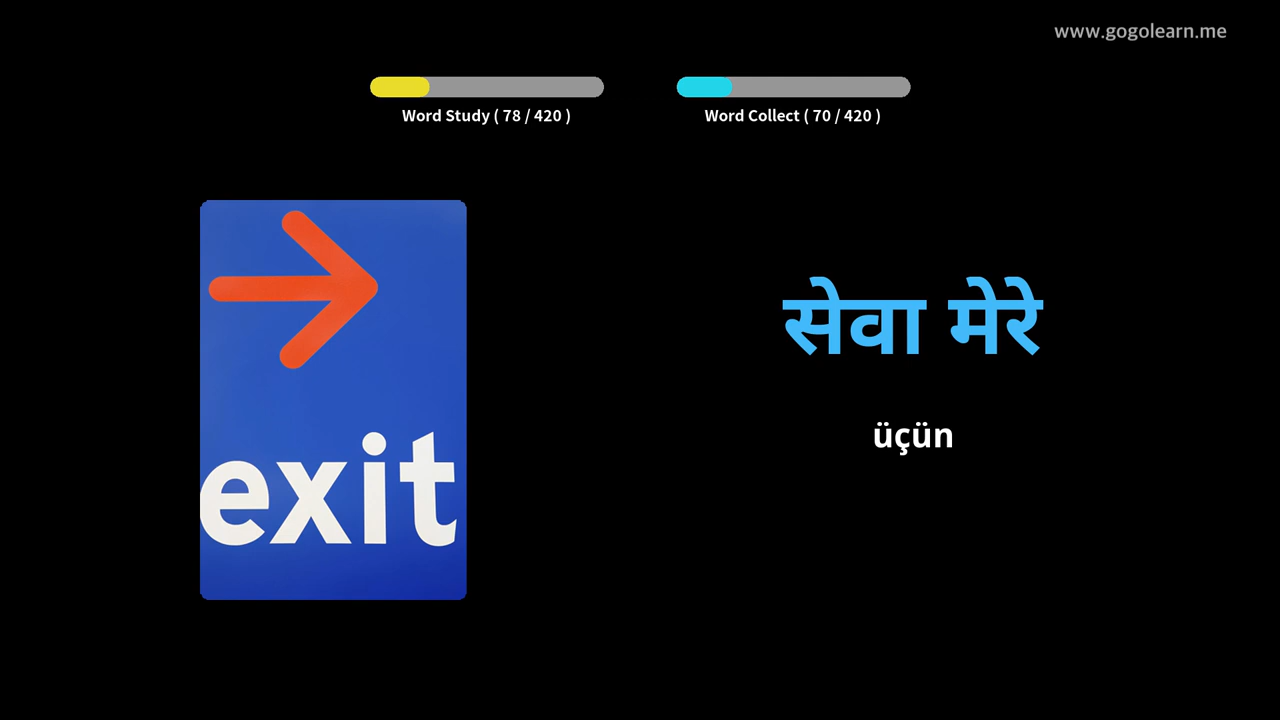 www.gogolearn.me
Word Study ( 78 / 420 )
Word Collect ( 70 / 420 )
exit
सेवा मेरे
üçün